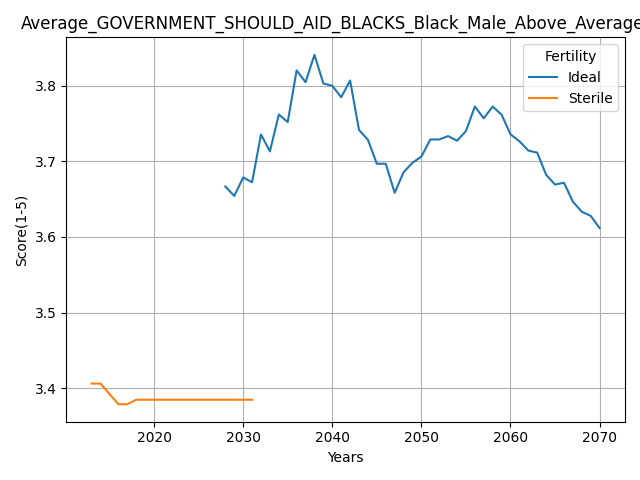 Average_GOVERNMENT_SHOULD_AID_BLACKS_Black_Male_Above_Average
Fertility
Ideal
Sterile
Score(1-5)
3.8
3.7
3.6
3.5
3.4
2020 2030 2040 2050 2060 2070
Years